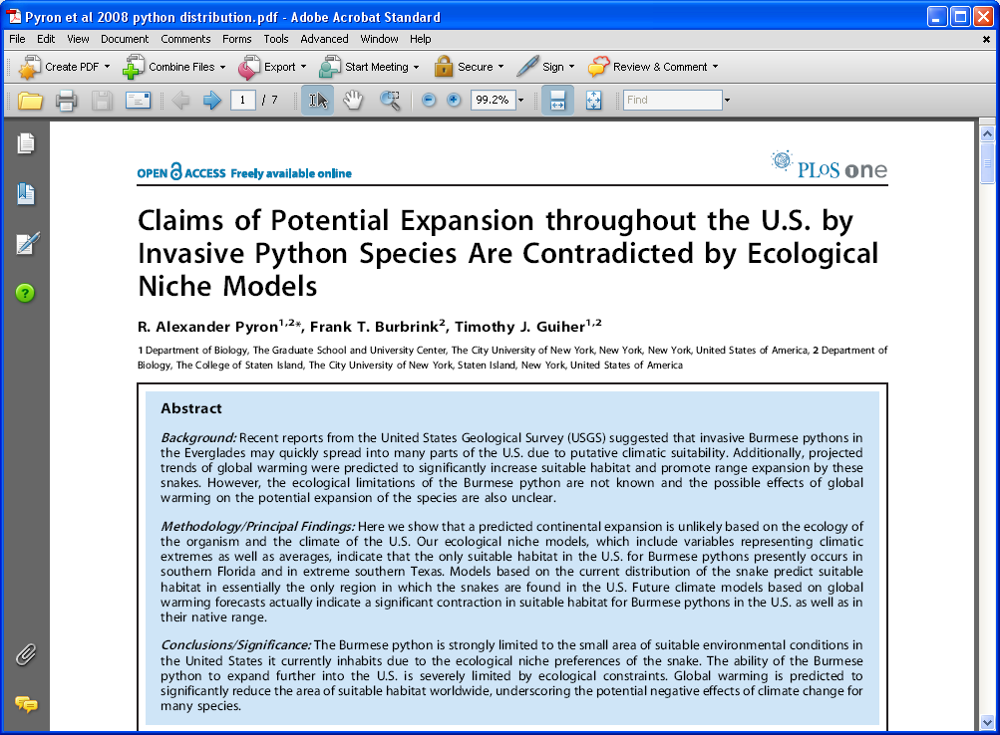 Pyron et al 2008 python distribution.pdf - Adobe Acrobat Standard
File Edit View Document Comments Forms Tools Advanced Window Help
Create PDF Combine Files Export Start Meeting Secure Sign Review & Comment
1 / 7 99.2% Find
OPEN ACCESS Freely available online
PLoS one
Claims of Potential Expansion throughout the U.S. by
Invasive Python Species Are Contradicted by Ecological
Niche Models
R. Alexander Pyron1,2*, Frank T. Burbrink2, Timothy J. Guiher1,2
1 Department of Biology, The Graduate School and University Center, The City University of New York, New York, New York, United States of America, 2 Department of
Biology, The College of Staten Island, The City University of New York, Staten Island, New York, United States of America
Abstract
Background: Recent reports from the United States Geological Survey (USGS) suggested that invasive Burmese pythons in
the Everglades may quickly spread into many parts of the U.S. due to putative climatic suitability. Additionally, projected
trends of global warming were predicted to significantly increase suitable habitat and promote range expansion by these
snakes. However, the ecological limitations of the Burmese python are not known and the possible effects of global
warming on the potential expansion of the species are also unclear.
Methodology/Principal Findings: Here we show that a predicted continental expansion is unlikely based on the ecology of
the organism and the climate of the U.S. Our ecological niche models, which include variables representing climatic
extremes as well as averages, indicate that the only suitable habitat in the U.S. for Burmese pythons presently occurs in
southern Florida and in extreme southern Texas. Models based on the current distribution of the snake predict suitable
habitat in essentially the only region in which the snakes are found in the U.S. Future climate models based on global
warming forecasts actually indicate a significant contraction in suitable habitat for Burmese pythons in the U.S. as well as in
their native range.
Conclusions/Significance: The Burmese python is strongly limited to the small area of suitable environmental conditions in
the United States it currently inhabits due to the ecological niche preferences of the snake. The ability of the Burmese
python to expand further into the U.S. is severely limited by ecological constraints. Global warming is predicted to
significantly reduce the area of suitable habitat worldwide, underscoring the potential negative effects of climate change for
many species.